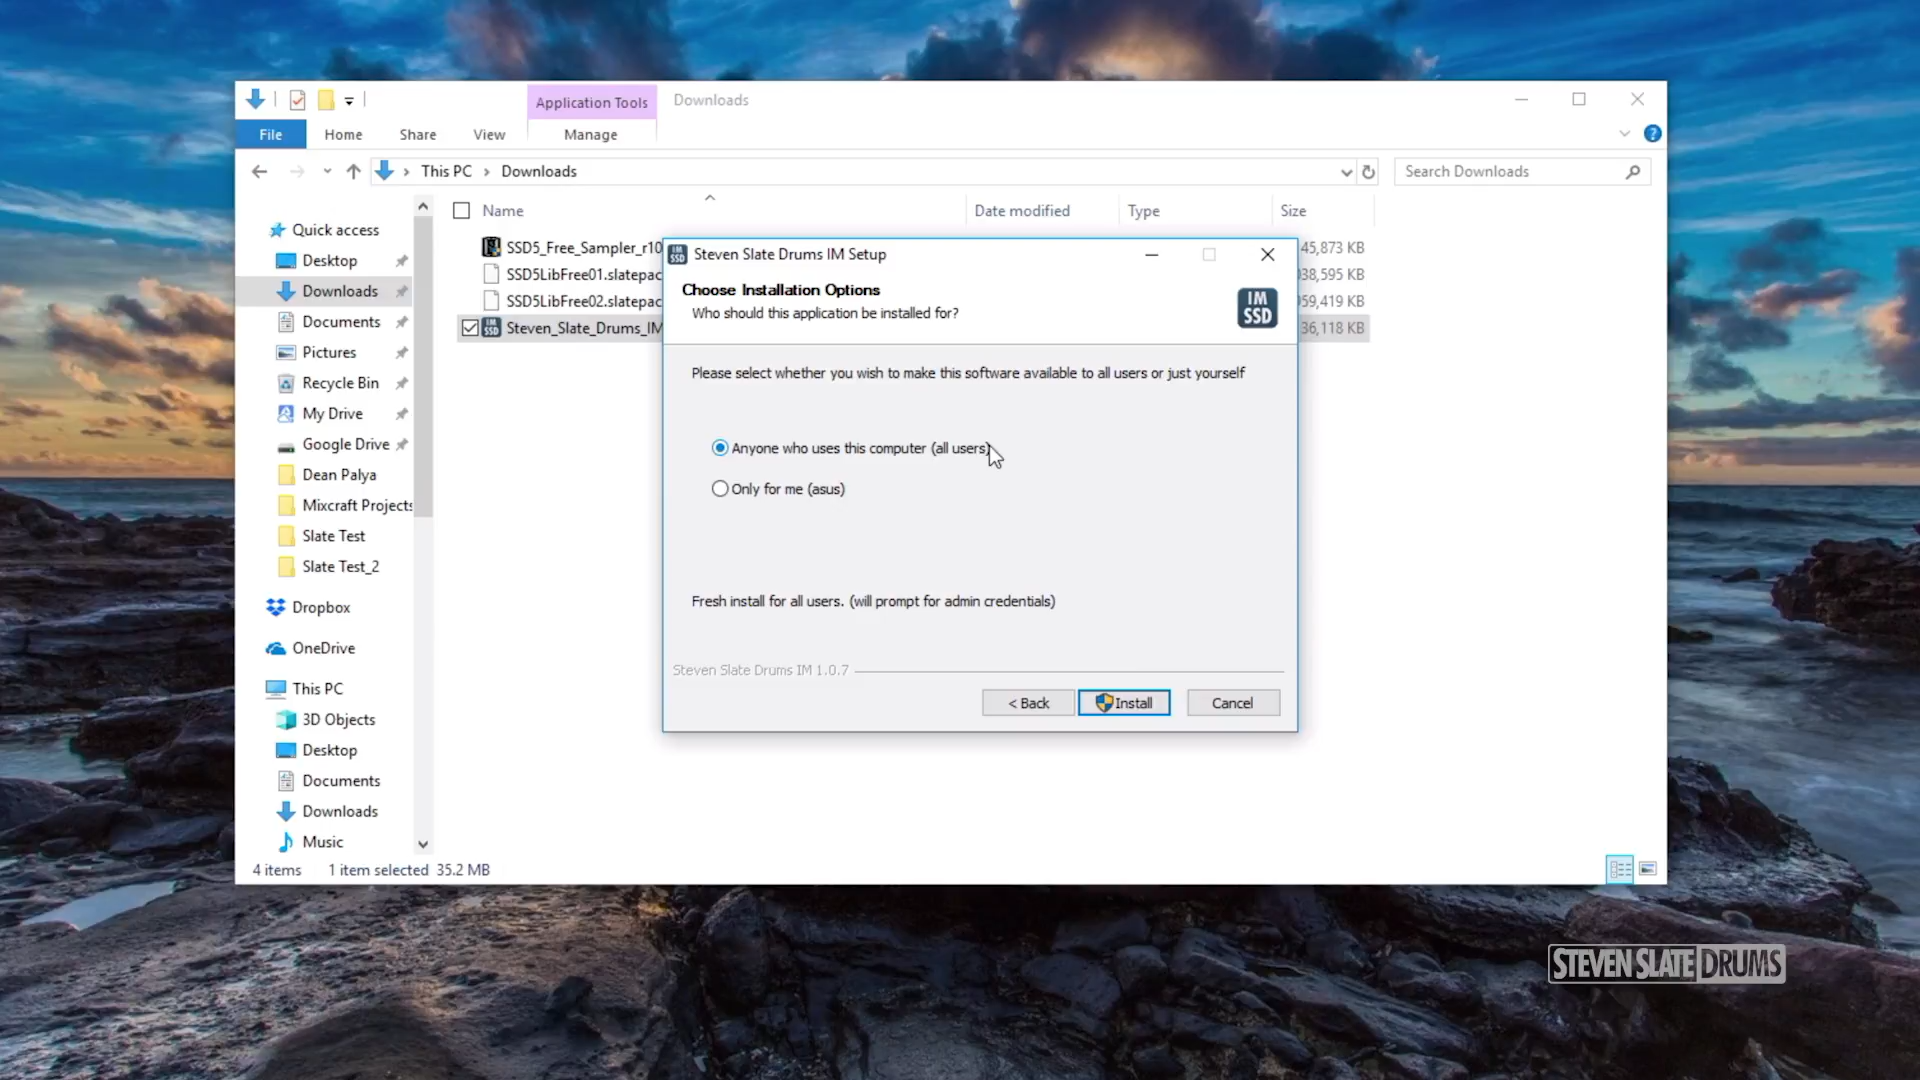 Application Tools
Downloads
File
Home
Share
View
Manage
This PC
Downloads
Search Downloads
Name
Date modified
Type
Size
Quick access
Desktop
Downloads
Documents
Pictures
Recycle Bin
My Drive
Google Drive
Dean Palya
Mixcraft Projects
Slate Test
Slate Test_2
Dropbox
OneDrive
This PC
3D Objects
Desktop
Documents
Downloads
Music
SSD5_Free_Sampler_r10
45,873 KB
SSD5LibFree01.slatepac
038,595 KB
SSD5LibFree02.slatepac
959,419 KB
Steven_Slate_Drums_IM
36,118 KB
IM SSD
Steven Slate Drums IM Setup
Choose Installation Options
Who should this application be installed for?
IM
SSD
Please select whether you wish to make this software available to all users or just yourself
Anyone who uses this computer (all users)
Only for me (asus)
Fresh install for all users. (will prompt for admin credentials)
Steven Slate Drums IM 1.0.7
< Back
Install
Cancel
4 items
1 item selected 35.2 MB
STEVEN SLATE DRUMS